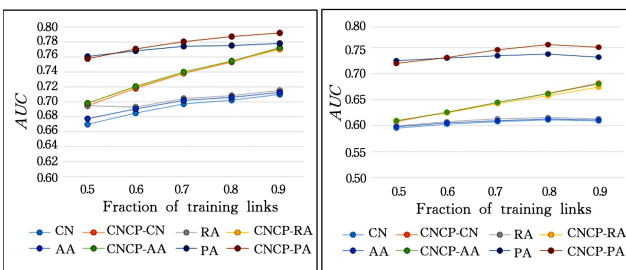 0.80
0.78
0.76
0.74
0.72
0.70
0.68
0.66
0.64
0.62
0.60
AUC
0.5 0.6 0.7 0.8 0.9
Fraction of training links
CN CNCP-CN RA CNCP-RA
AA CNCP-AA PA CNCP-PA
0.80
0.75
0.70
0.65
0.60
0.55
0.50
AUC
0.5 0.6 0.7 0.8 0.9
Fraction of training links
CN CNCP-CN RA CNCP-RA
AA CNCP-AA PA CNCP-PA